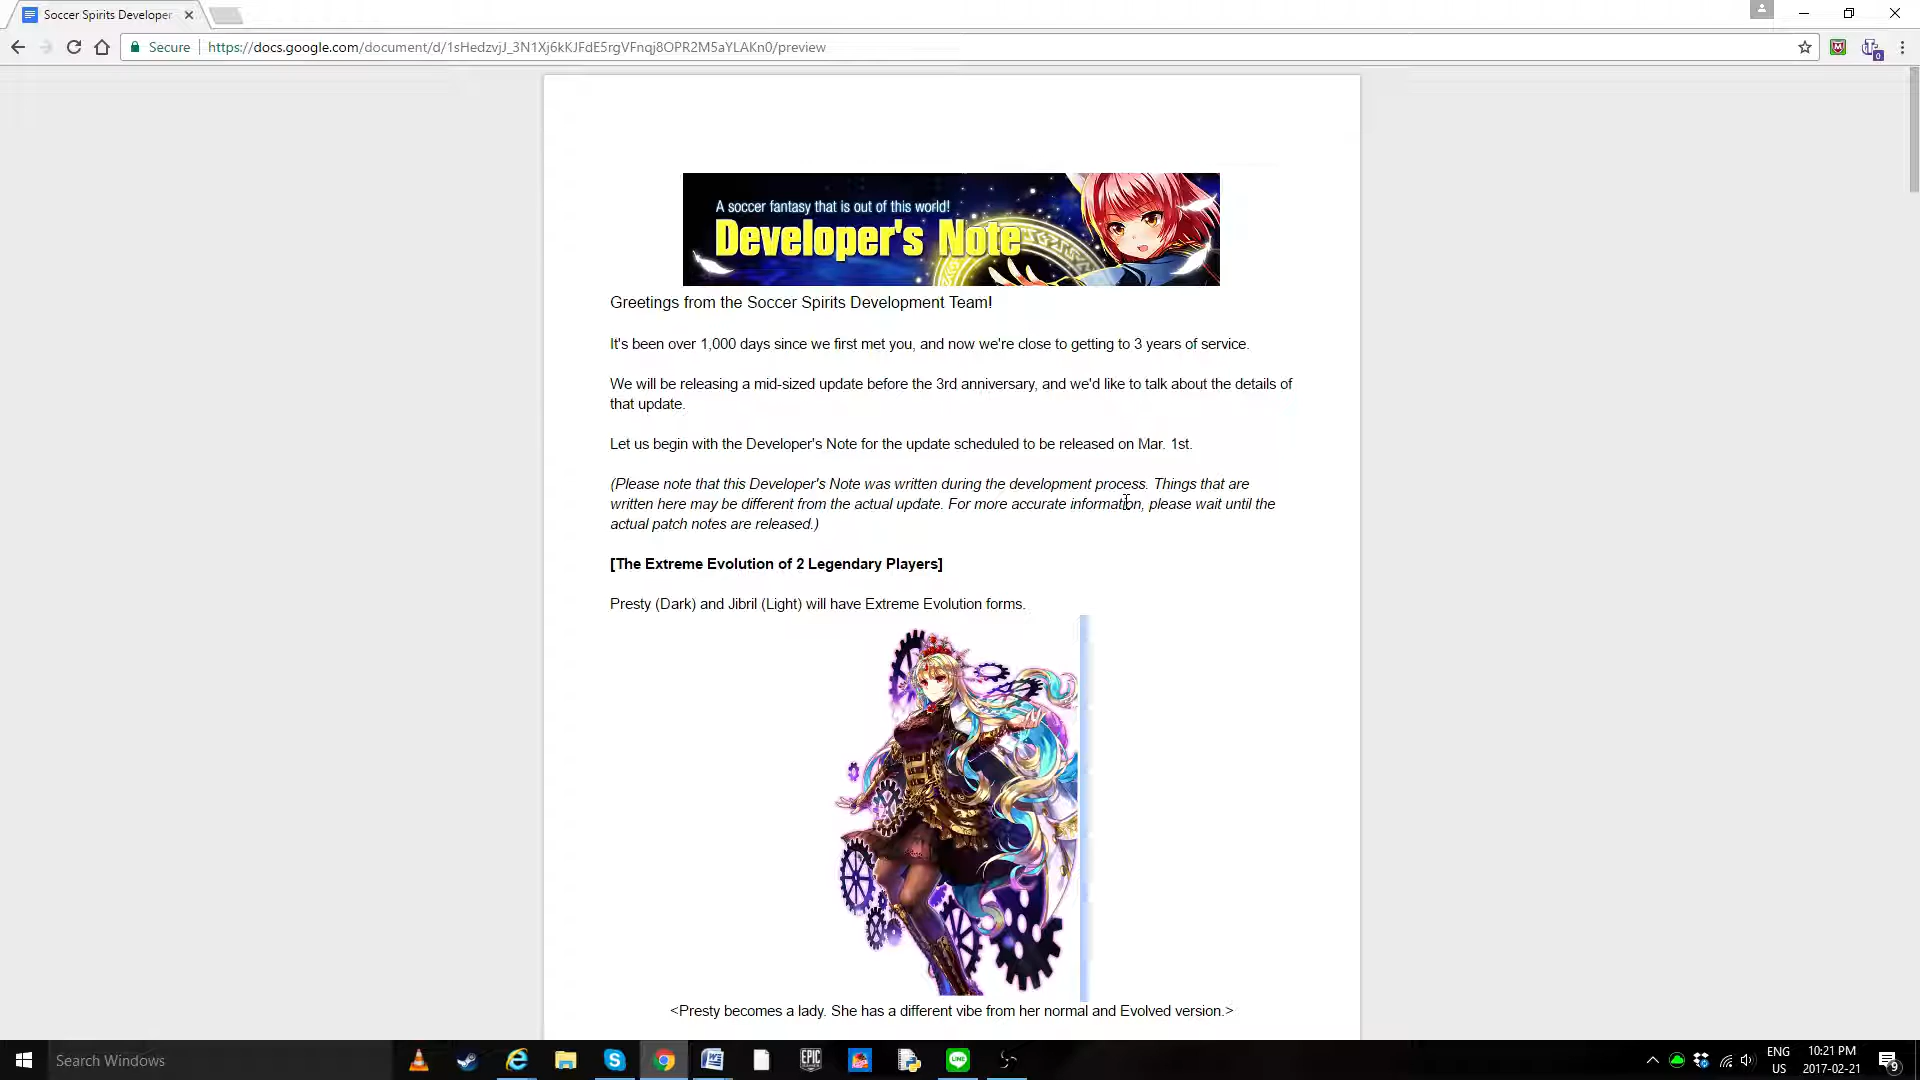 Soccer Spirits Developer
Secure
https://docs.google.com/document/d/1sHedzvjJ_3N1Xj6kKJFdE5rgVFnqj8OPR2M5aYLAKn0/preview
0
A soccer fantasy that is out of this world!
Developer's Note
Greetings from the Soccer Spirits Development Team!
It's been over 1,000 days since we first met you, and now we're close to getting to 3 years of service.
We will be releasing a mid-sized update before the 3rd anniversary, and we'd like to talk about the details of
that update.
Let us begin with the Developer's Note for the update scheduled to be released on Mar. 1st.
(Please note that this Developer's Note was written during the development process. Things that are
written here may be different from the actual update. For more accurate information, please wait until the
actual patch notes are released.)
[The Extreme Evolution of 2 Legendary Players]
Presty (Dark) and Jibril (Light) will have Extreme Evolution forms.
<Presty becomes a lady. She has a different vibe from her normal and Evolved version.>
Search Windows
EPIC
LINE
ENG
US
10:21 PM
2017-02-21
9